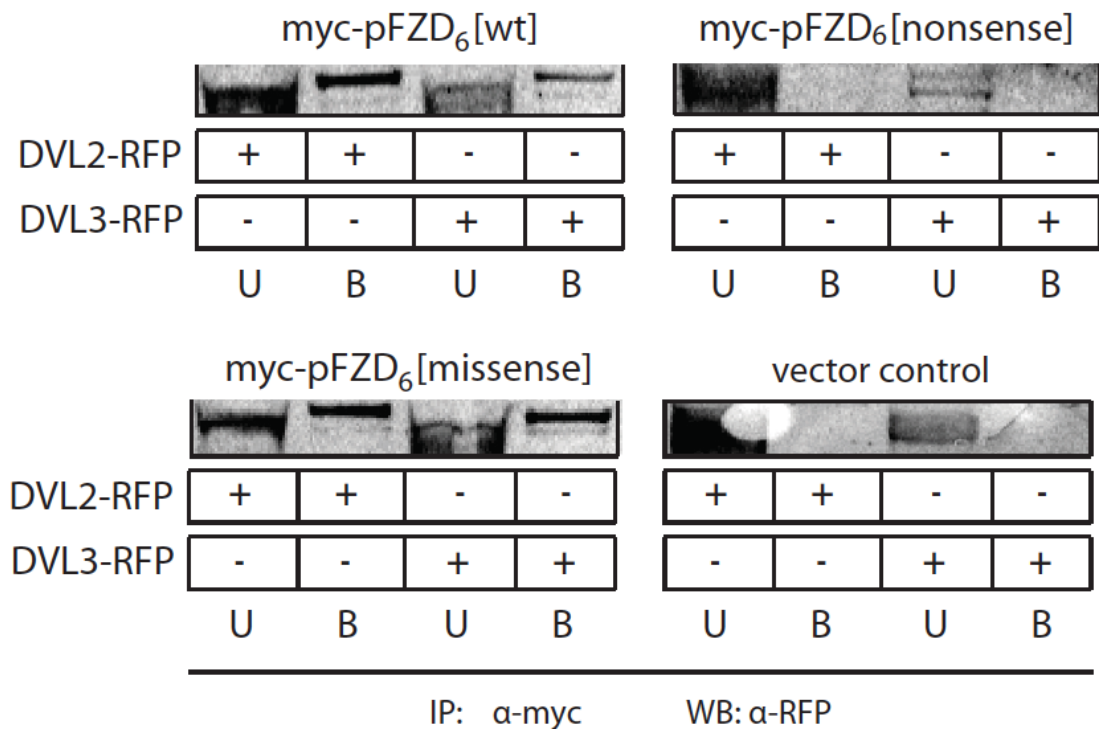 myc-pFZD₆[wt] myc-pFZD₆[nonsense]
DVL2-RFP + + - - + + - -
DVL3-RFP - - + + - - + +
U B U B U B U B
myc-pFZD₆[missense] vector control
DVL2-RFP + + - - + + - -
DVL3-RFP - - + + - - + +
U B U B U B U B
IP: α-myc WB: α-RFP